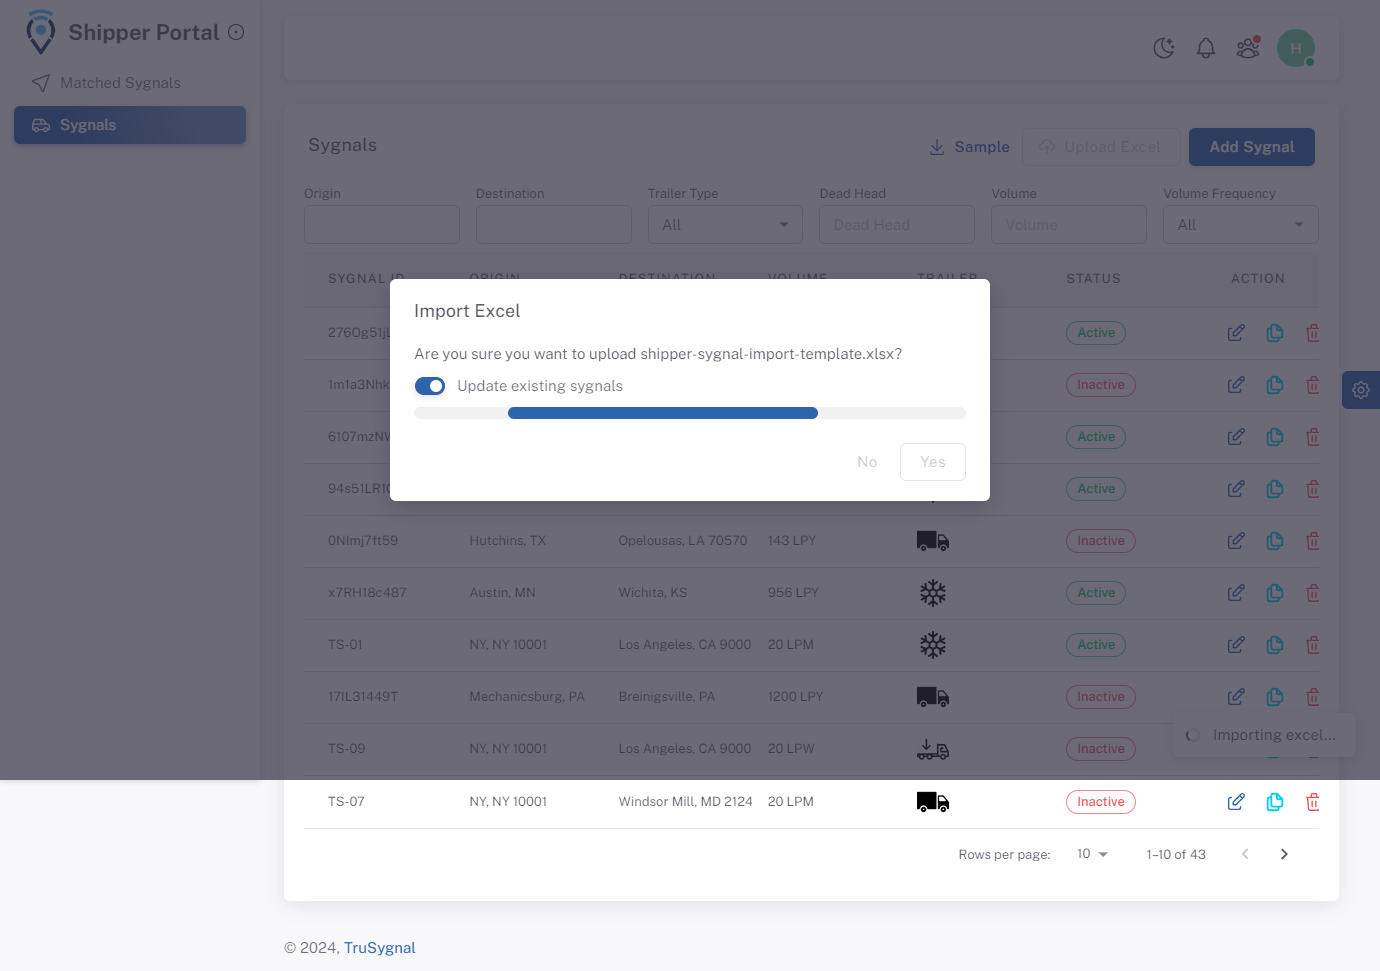 Shipper Portal
Matched Sygnals
Sygnals
H
Sygnals
Sample
Upload Excel
Add Sygnal
Origin Destination Trailer Type Dead Head Volume Volume Frequency
All Dead Head Volume All
SYGNAL ID ORIGIN DESTINATION VOLUME TRAILER STATUS ACTION
Active
Inactive
Active
Active
Import Excel
Are you sure you want to upload shipper-sygnal-import-template.xlsx?
Update existing sygnals
No Yes
0NImj7ft59 Hutchins, TX Opelousas, LA 70570 143 LPY Inactive
x7RH18c487 Austin, MN Wichita, KS 956 LPY Active
TS-01 NY, NY 10001 Los Angeles, CA 9000 20 LPM Active
17IL31449T Mechanicsburg, PA Breinigsville, PA 1200 LPY Inactive
TS-09 NY, NY 10001 Los Angeles, CA 9000 20 LPW Inactive
Importing excel...
TS-07 NY, NY 10001 Windsor Mill, MD 2124 20 LPM Inactive
Rows per page: 10 1–10 of 43
© 2024, TruSygnal